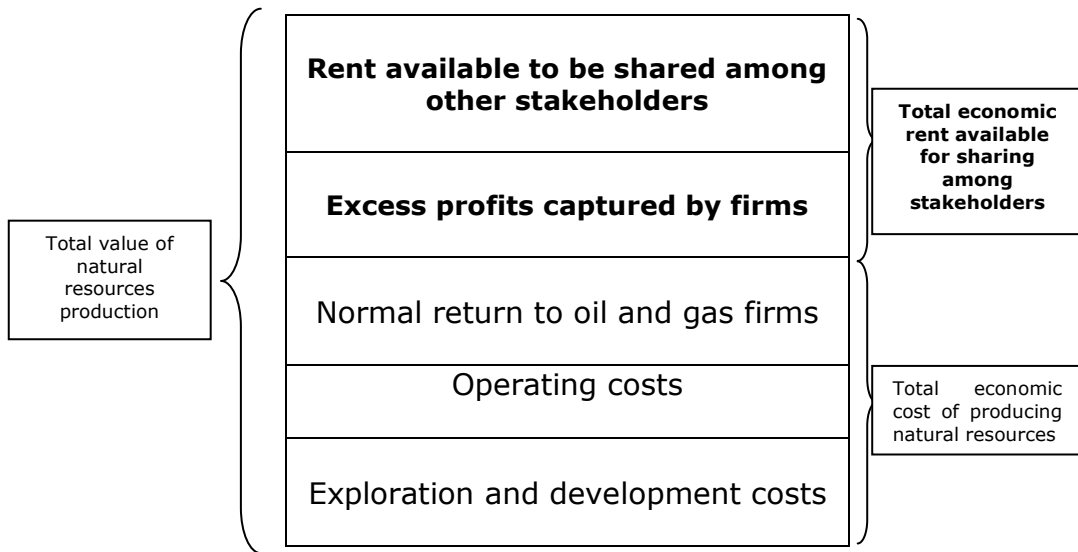 Total value of
natural
resources
production
Rent available to be shared among
other stakeholders
Excess profits captured by firms
Normal return to oil and gas firms
Operating costs
Exploration and development costs
Total economic
rent available
for sharing
among
stakeholders
Total economic
cost of producing
natural resources